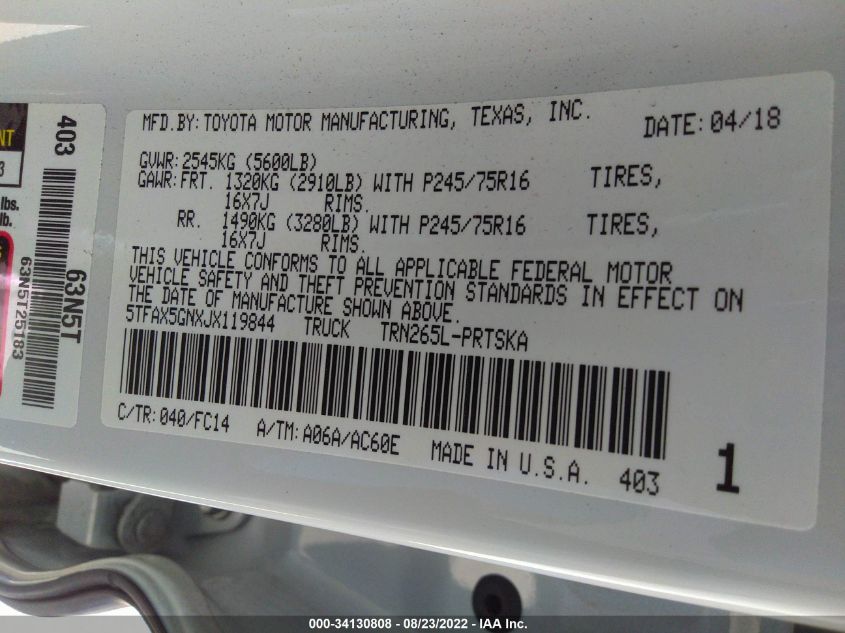 MFD.BY:TOYOTA MOTOR MANUFACTURING, TEXAS, INC. DATE:04/18
GVWR:2545KG (5600LB)
GAWR:FRT. 1320KG (2910LB) WITH P245/75R16 TIRES,
16X7J RIMS.
RR. 1490KG (3280LB) WITH P245/75R16 TIRES,
16X7J RIMS.
THIS VEHICLE CONFORMS TO ALL APPLICABLE FEDERAL MOTOR
VEHICLE SAFETY AND THEFT PREVENTION STANDARDS IN EFFECT ON
THE DATE OF MANUFACTURE SHOWN ABOVE.
5TFAX5GNXJX119844 TRUCK TRN265L-PRTSKA
C/TR:040/FC14 A/TM:A06A/AC60E MADE IN U.S.A. 403 1
403
63N5T
63N5T25183
3
lbs.
lb.
000-34130808 - 08/23/2022 - IAA Inc.